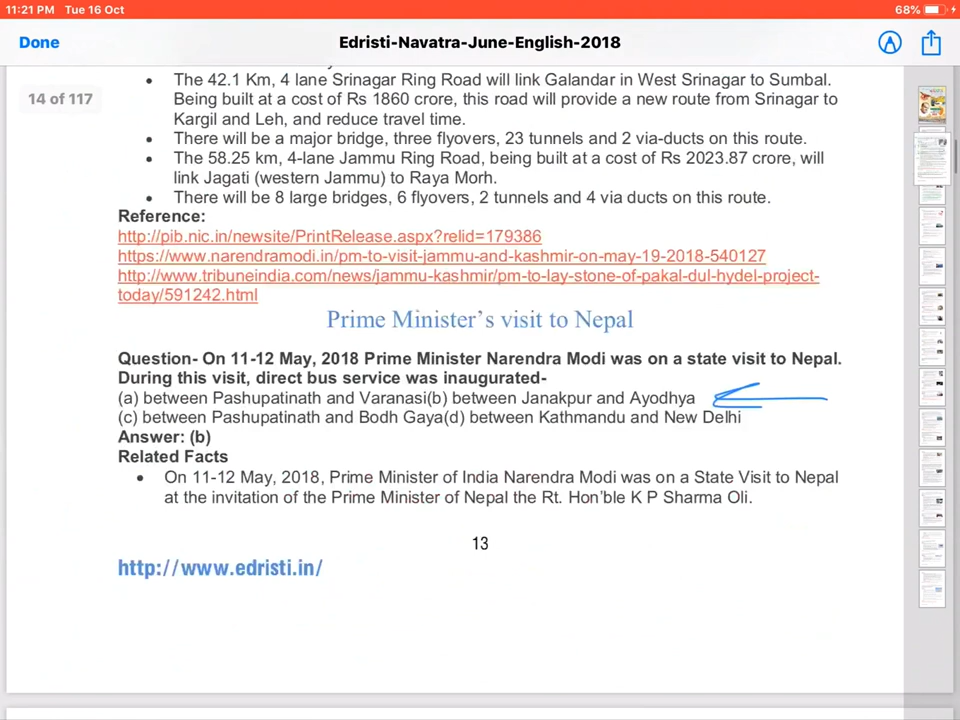 11:21 PM Tue 16 Oct 68%
Done Edristi-Navatra-June-English-2018
14 of 117
• The 42.1 Km, 4 lane Srinagar Ring Road will link Galandar in West Srinagar to Sumbal.
Being built at a cost of Rs 1860 crore, this road will provide a new route from Srinagar to
Kargil and Leh, and reduce travel time.
• There will be a major bridge, three flyovers, 23 tunnels and 2 via-ducts on this route.
• The 58.25 km, 4-lane Jammu Ring Road, being built at a cost of Rs 2023.87 crore, will
link Jagati (western Jammu) to Raya Morh.
• There will be 8 large bridges, 6 flyovers, 2 tunnels and 4 via ducts on this route.
Reference:
http://pib.nic.in/newsite/PrintRelease.aspx?relid=179386
https://www.narendramodi.in/pm-to-visit-jammu-and-kashmir-on-may-19-2018-540127
http://www.tribuneindia.com/news/jammu-kashmir/pm-to-lay-stone-of-pakal-dul-hydel-project-
today/591242.html
Prime Minister's visit to Nepal
Question- On 11-12 May, 2018 Prime Minister Narendra Modi was on a state visit to Nepal.
During this visit, direct bus service was inaugurated-
(a) between Pashupatinath and Varanasi(b) between Janakpur and Ayodhya
(c) between Pashupatinath and Bodh Gaya(d) between Kathmandu and New Delhi
Answer: (b)
Related Facts
• On 11-12 May, 2018, Prime Minister of India Narendra Modi was on a State Visit to Nepal
at the invitation of the Prime Minister of Nepal the Rt. Hon'ble K P Sharma Oli.
13
http://www.edristi.in/